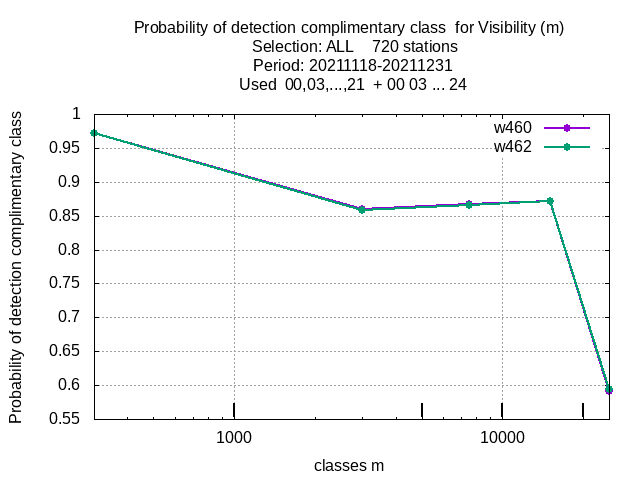 Probability of detection complimentary class  for Visibility (m)
Selection: ALL    720 stations
Period: 20211118-20211231
Used  00,03,...,21  + 00 03 ... 24
w460
w462
Probability of detection complimentary class
1
0.95
0.9
0.85
0.8
0.75
0.7
0.65
0.6
0.55
1000
10000
classes m